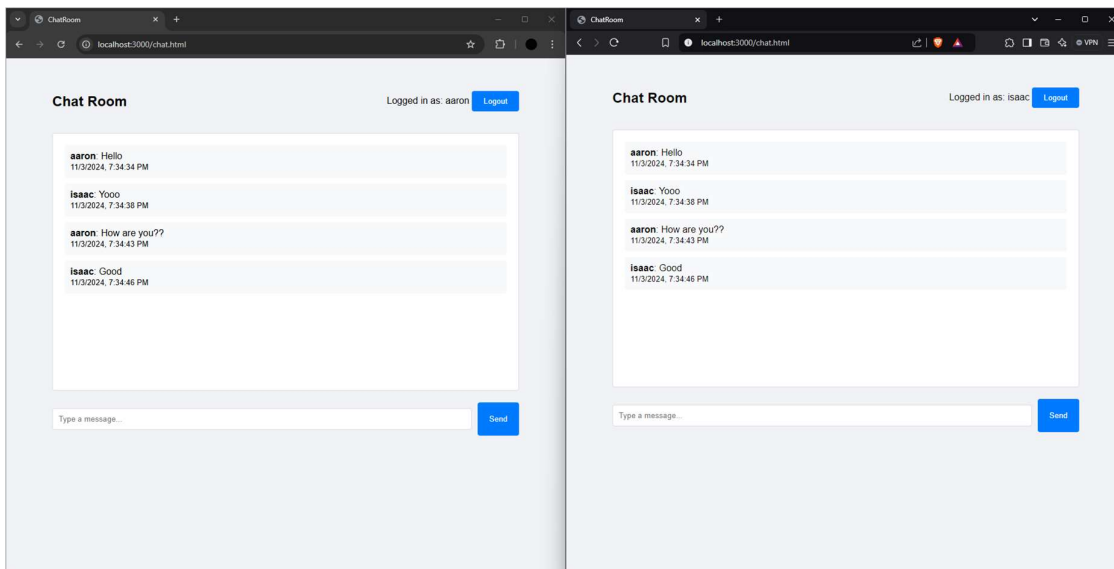 ChatRoom
localhost:3000/chat.html
Chat Room
Logged in as: aaron
Logout
aaron: Hello
11/3/2024, 7:34:34 PM
isaac: Yooo
11/3/2024, 7:34:38 PM
aaron: How are you??
11/3/2024, 7:34:43 PM
isaac: Good
11/3/2024, 7:34:46 PM
Type a message...
Send
ChatRoom
localhost:3000/chat.html
VPN
Chat Room
Logged in as: isaac
Logout
aaron: Hello
11/3/2024, 7:34:34 PM
isaac: Yooo
11/3/2024, 7:34:38 PM
aaron: How are you??
11/3/2024, 7:34:43 PM
isaac: Good
11/3/2024, 7:34:46 PM
Type a message...
Send